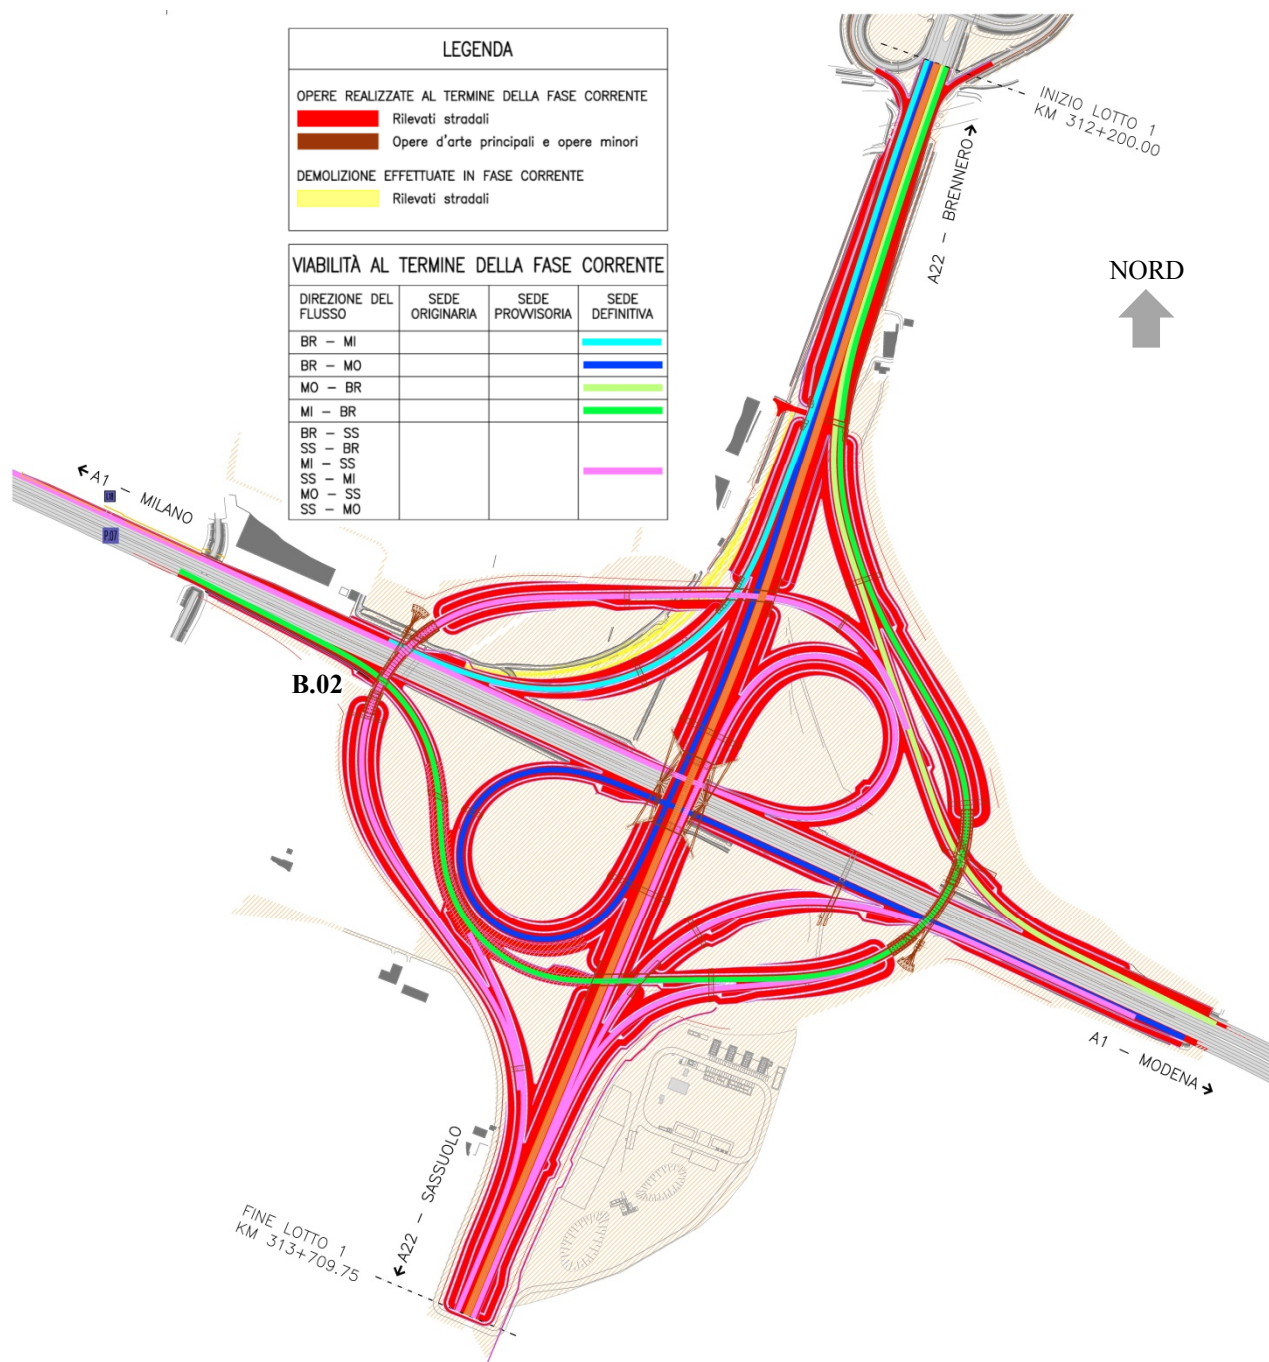 LEGENDA
OPERE REALIZZATE AL TERMINE DELLA FASE CORRENTE
Rilevati stradali
Opere d'arte principali e opere minori
DEMOLIZIONE EFFETTUATE IN FASE CORRENTE
Rilevati stradali
VIABILITÀ AL TERMINE DELLA FASE CORRENTE
DIREZIONE DEL FLUSSO
SEDE ORIGINARIA
SEDE PROVVISORIA
SEDE DEFINITIVA
BR – MI
BR – MO
MO – BR
MI – BR
BR – SS
SS – BR
MI – SS
SS – MI
MO – SS
SS – MO
INIZIO LOTTO 1
KM 312+200.00
A22 – BRENNERO
NORD
A1 – MILANO
P.07
B.02
A1 – MODENA
A22 – SASSUOLO
FINE LOTTO 1
KM 313+709.75